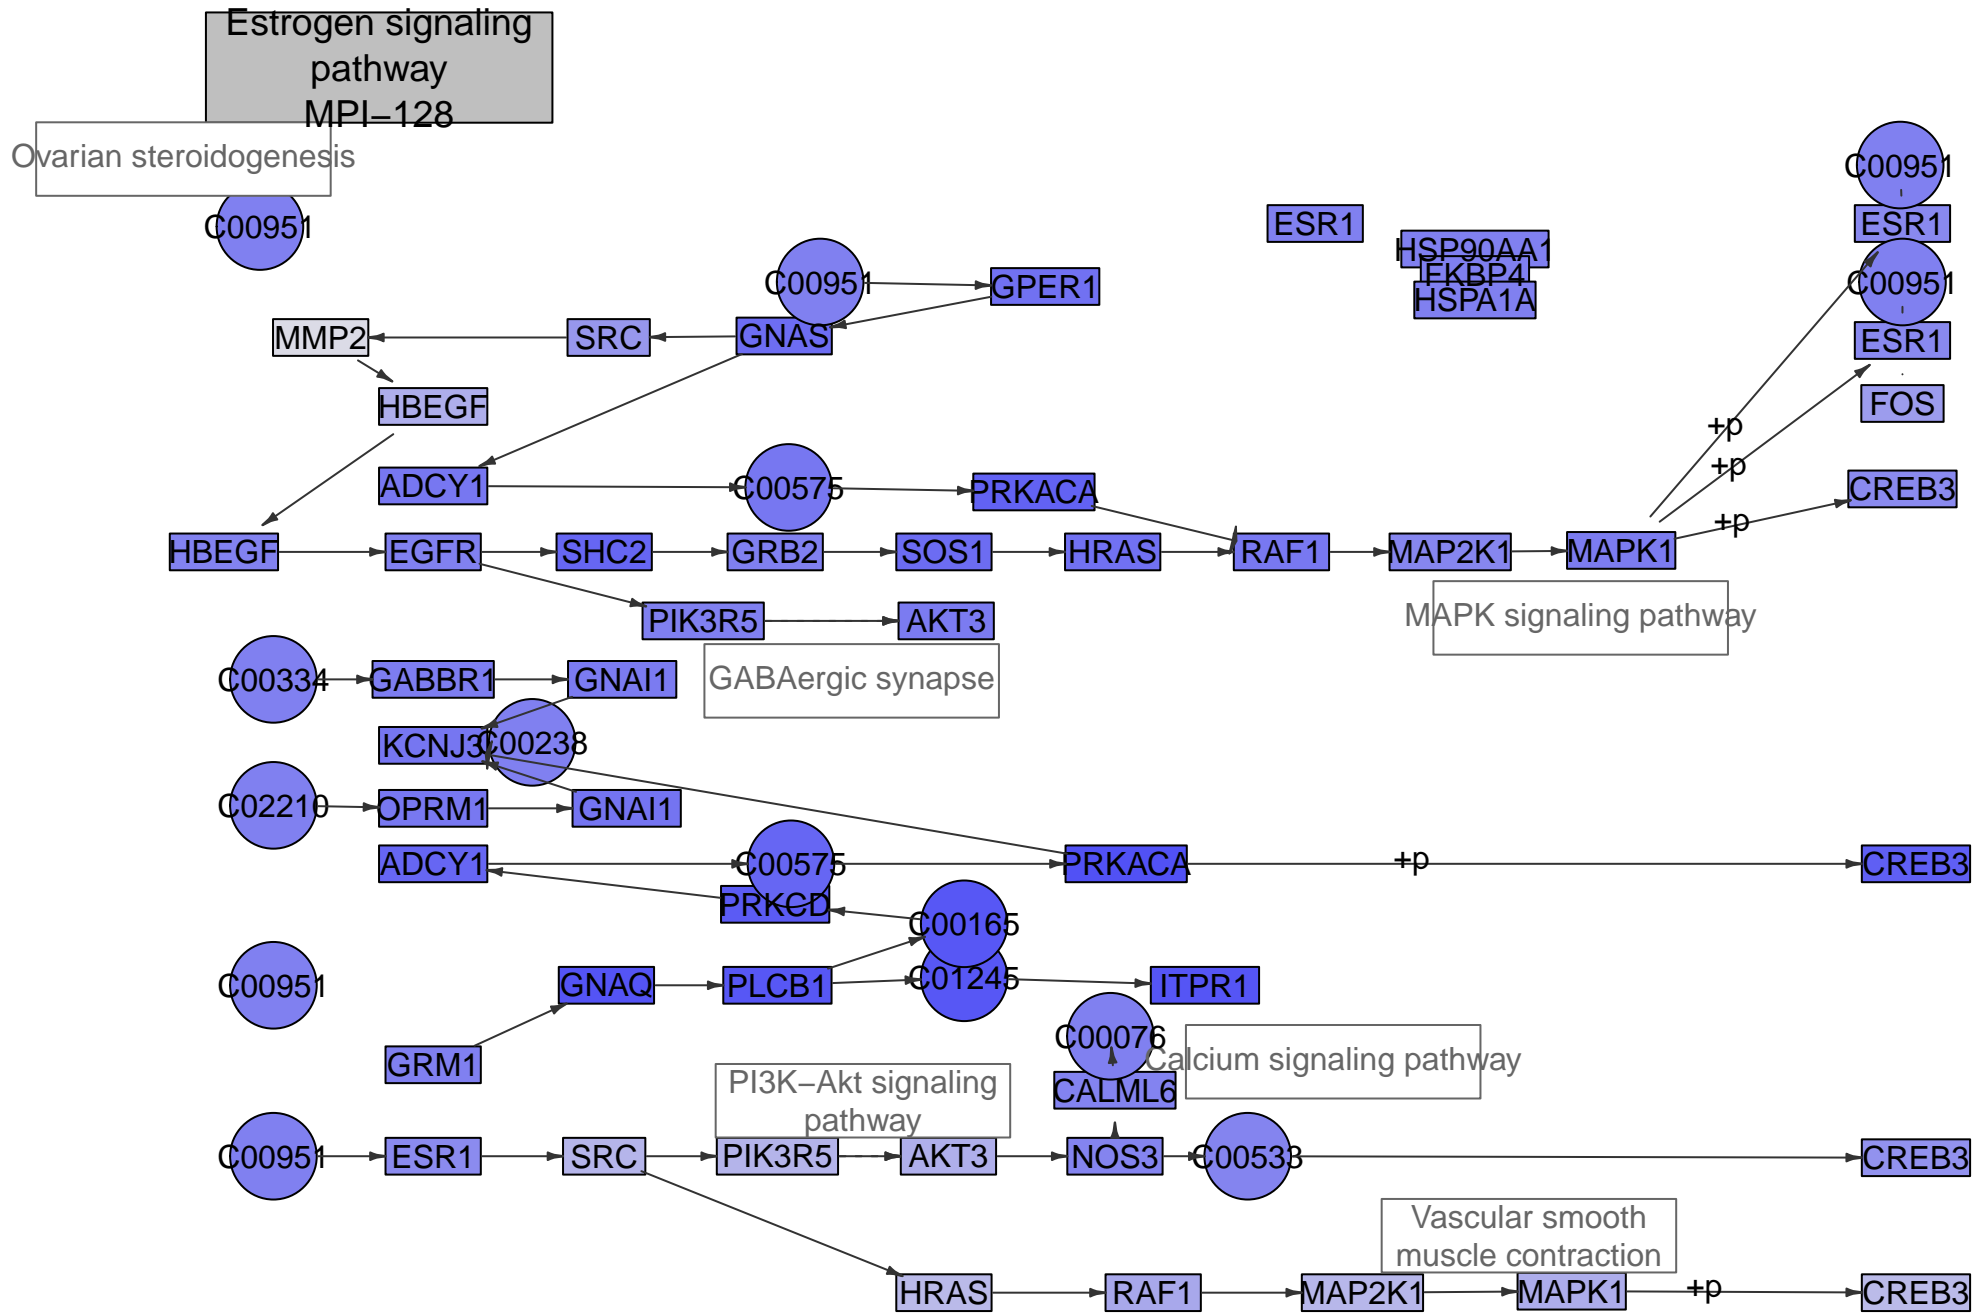 Estrogen signaling
pathway
MPI−128
Ovarian steroidogenesis
C00951
C00951
ESR1
ESR1
C00951
GPER1
HSP90AA1
FKBP4
HSPA1A
C00951
MMP2
SRC
GNAS
ESR1
HBEGF
FOS
+p
+p
ADCY1
C00575
PRKACA
CREB3
+p
HBEGF
EGFR
SHC2
GRB2
SOS1
HRAS
RAF1
MAP2K1
MAPK1
PIK3R5
AKT3
MAPK signaling pathway
C00334
GABBR1
GNAI1
GABAergic synapse
KCNJ3
C00238
C02210
OPRM1
GNAI1
ADCY1
C00575
PRKACA
+p
CREB3
PRKCD
C00165
C00951
GNAQ
PLCB1
C01245
ITPR1
C00076
Calcium signaling pathway
GRM1
PI3K−Akt signaling
pathway
CALML6
C00951
ESR1
SRC
PIK3R5
AKT3
NOS3
C00533
CREB3
Vascular smooth
muscle contraction
HRAS
RAF1
MAP2K1
MAPK1
+p
CREB3